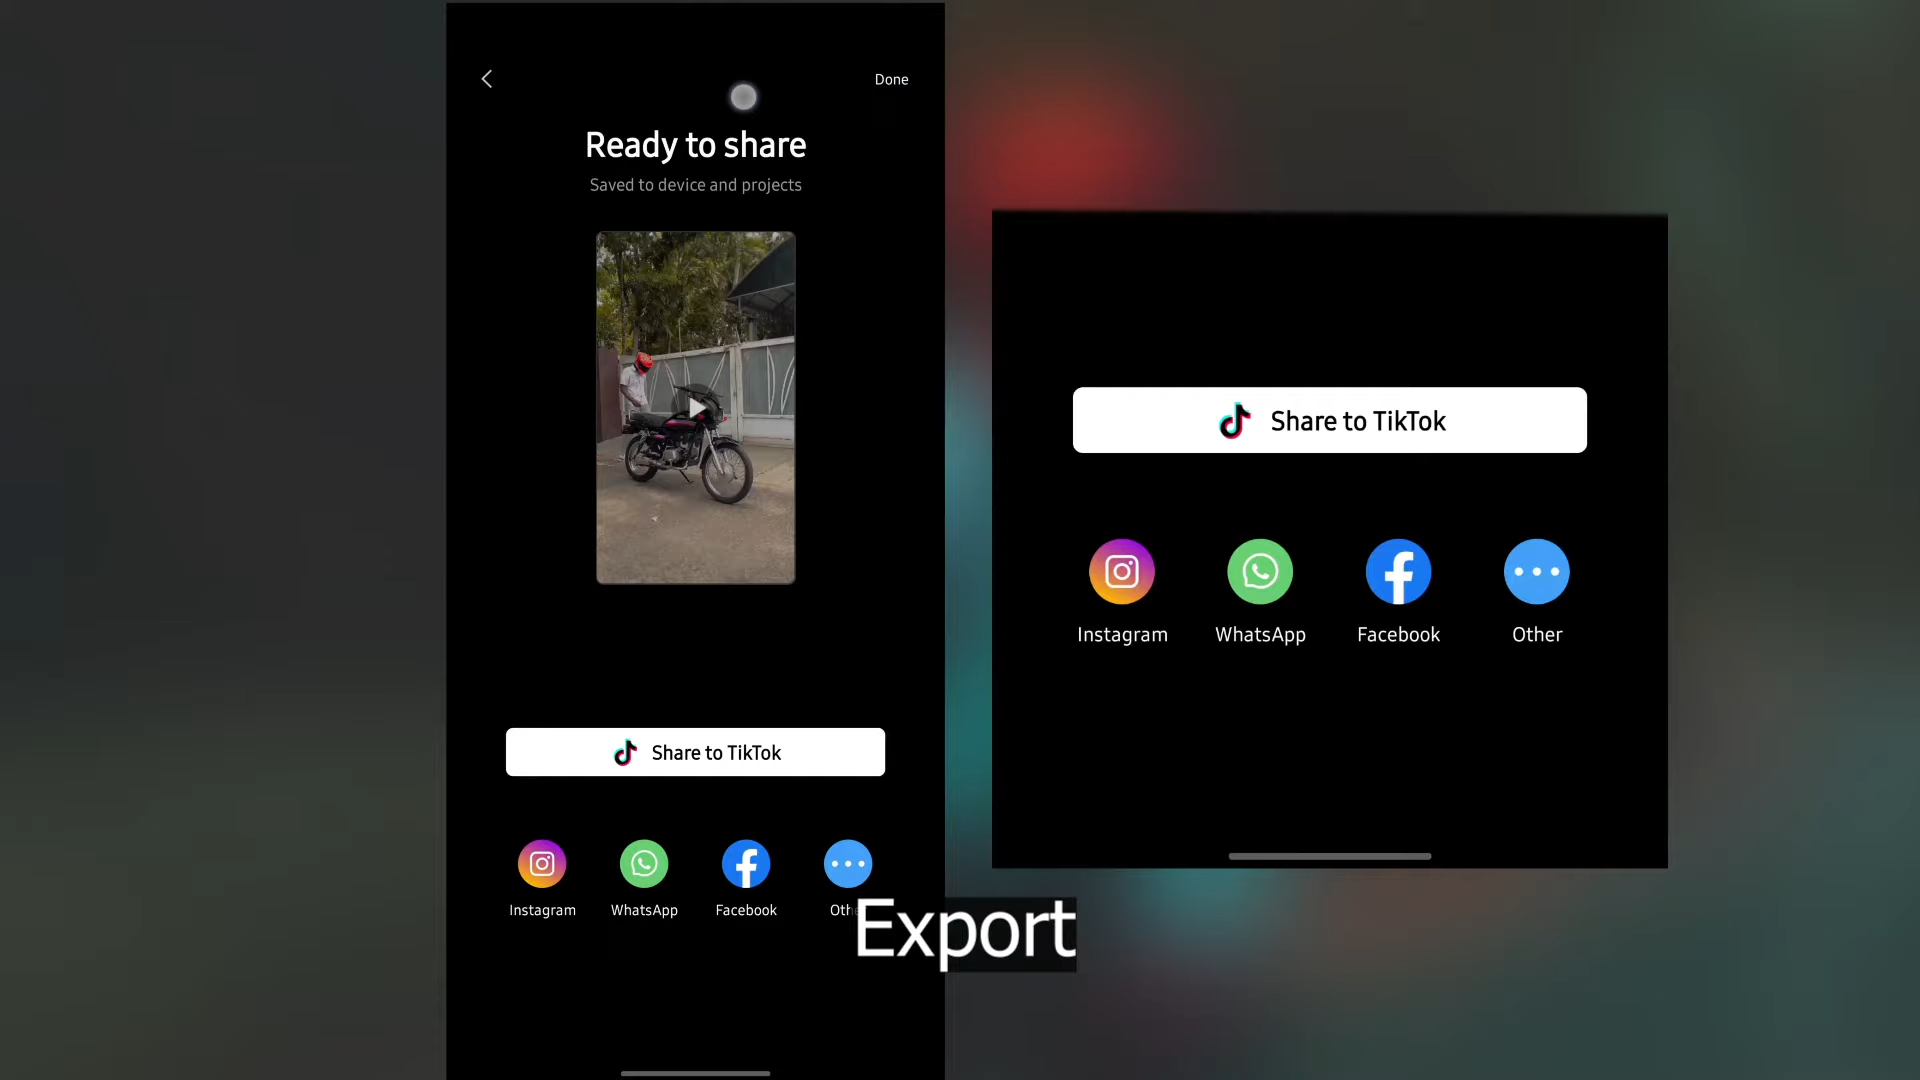 Done
Ready to share
Saved to device and projects
Share to TikTok
Instagram WhatsApp Facebook Oth
Share to TikTok
Instagram WhatsApp Facebook Other
Export